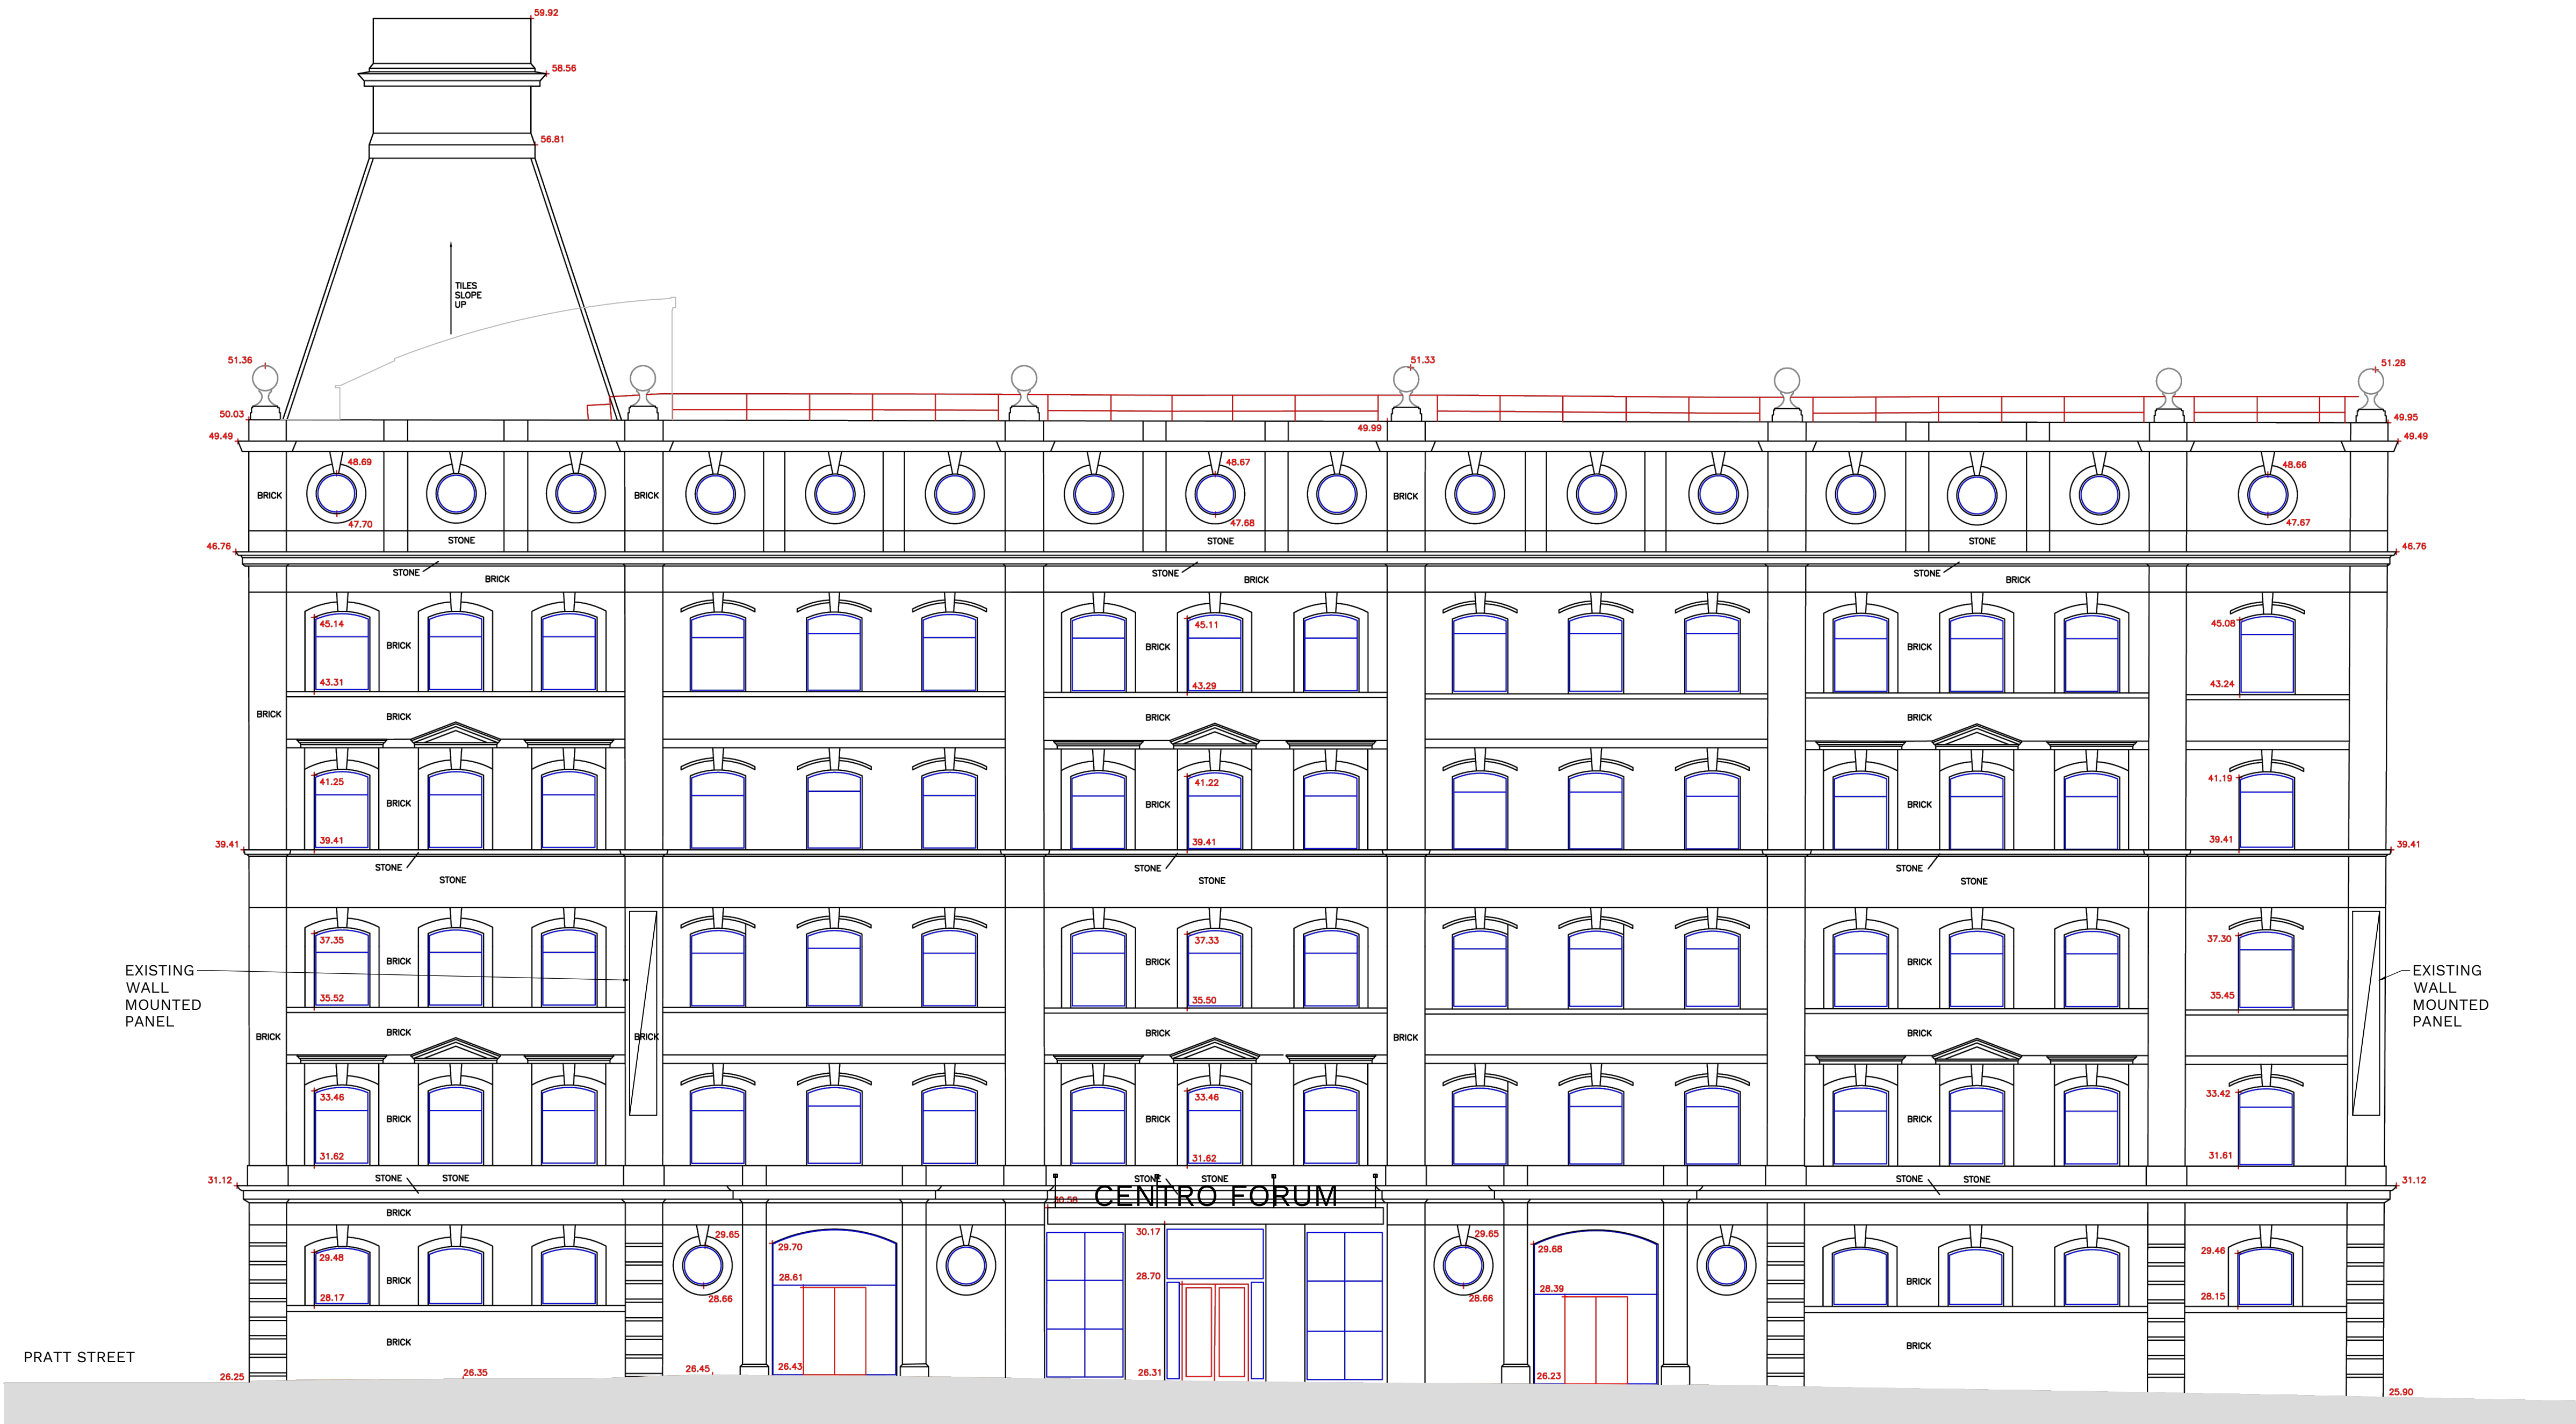 59.92
58.56
56.81
TILES
SLOPE
UP
51.36
51.33
51.28
50.03
49.99
49.95
49.49
49.49
48.69
48.67
48.66
BRICK
BRICK
BRICK
47.70
47.68
47.67
STONE
STONE
STONE
46.76
46.76
STONE
BRICK
STONE
BRICK
STONE
BRICK
45.14
45.11
45.08
BRICK
BRICK
BRICK
43.31
43.29
43.24
BRICK
BRICK
BRICK
BRICK
41.25
41.22
41.19
BRICK
BRICK
BRICK
39.41
39.41
39.41
39.41
39.41
STONE
STONE
STONE
STONE
STONE
STONE
37.35
37.33
37.30
BRICK
BRICK
BRICK
EXISTING
WALL
MOUNTED
PANEL
EXISTING
WALL
MOUNTED
PANEL
35.52
35.50
35.45
BRICK
BRICK
BRICK
BRICK
BRICK
BRICK
33.46
33.46
33.42
BRICK
BRICK
BRICK
31.62
31.62
31.61
31.12
STONE
STONE
STONE
STONE
STONE
STONE
31.12
30.58
CENTRO FORUM
BRICK
29.48
29.65
29.70
30.17
29.65
29.68
29.46
BRICK
28.61
28.70
28.39
BRICK
28.17
28.66
28.66
28.15
BRICK
BRICK
PRATT STREET
26.25
26.35
26.45
26.43
26.31
26.23
25.90